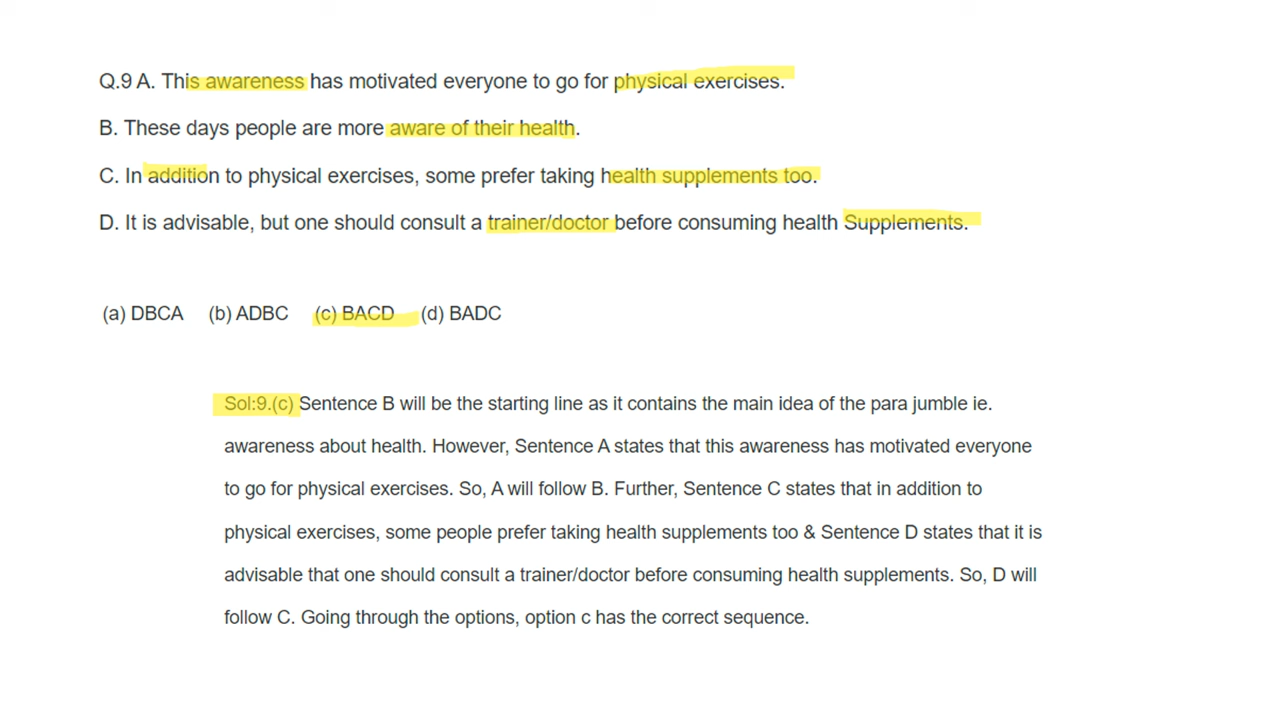 Q.9 A. This awareness has motivated everyone to go for physical exercises.
B. These days people are more aware of their health.
C. In addition to physical exercises, some prefer taking health supplements too.
D. It is advisable, but one should consult a trainer/doctor before consuming health Supplements.
(a) DBCA (b) ADBC (c) BACD (d) BADC
Sol:9.(c) Sentence B will be the starting line as it contains the main idea of the para jumble ie.
awareness about health. However, Sentence A states that this awareness has motivated everyone
to go for physical exercises. So, A will follow B. Further, Sentence C states that in addition to
physical exercises, some people prefer taking health supplements too & Sentence D states that it is
advisable that one should consult a trainer/doctor before consuming health supplements. So, D will
follow C. Going through the options, option c has the correct sequence.